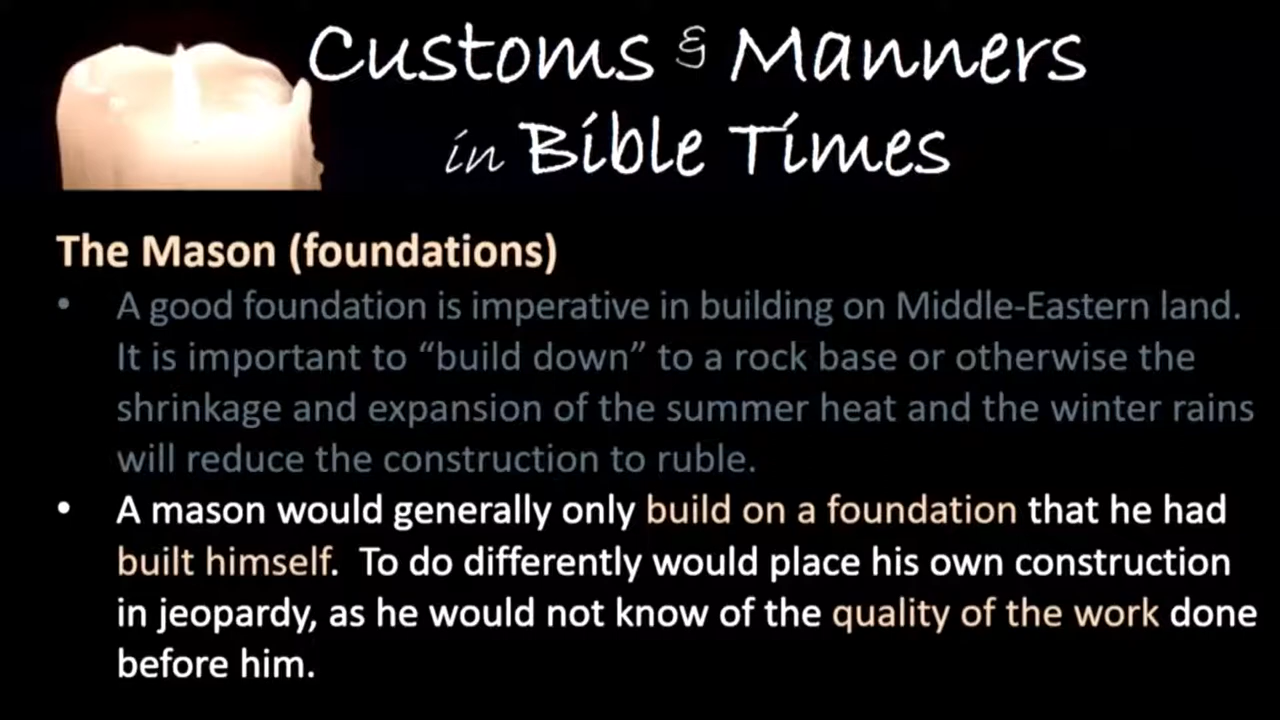 Customs & Manners
in Bible Times
The Mason (foundations)
• A good foundation is imperative in building on Middle-Eastern land.
It is important to “build down” to a rock base or otherwise the
shrinkage and expansion of the summer heat and the winter rains
will reduce the construction to ruble.
• A mason would generally only build on a foundation that he had
built himself.  To do differently would place his own construction
in jeopardy, as he would not know of the quality of the work done
before him.